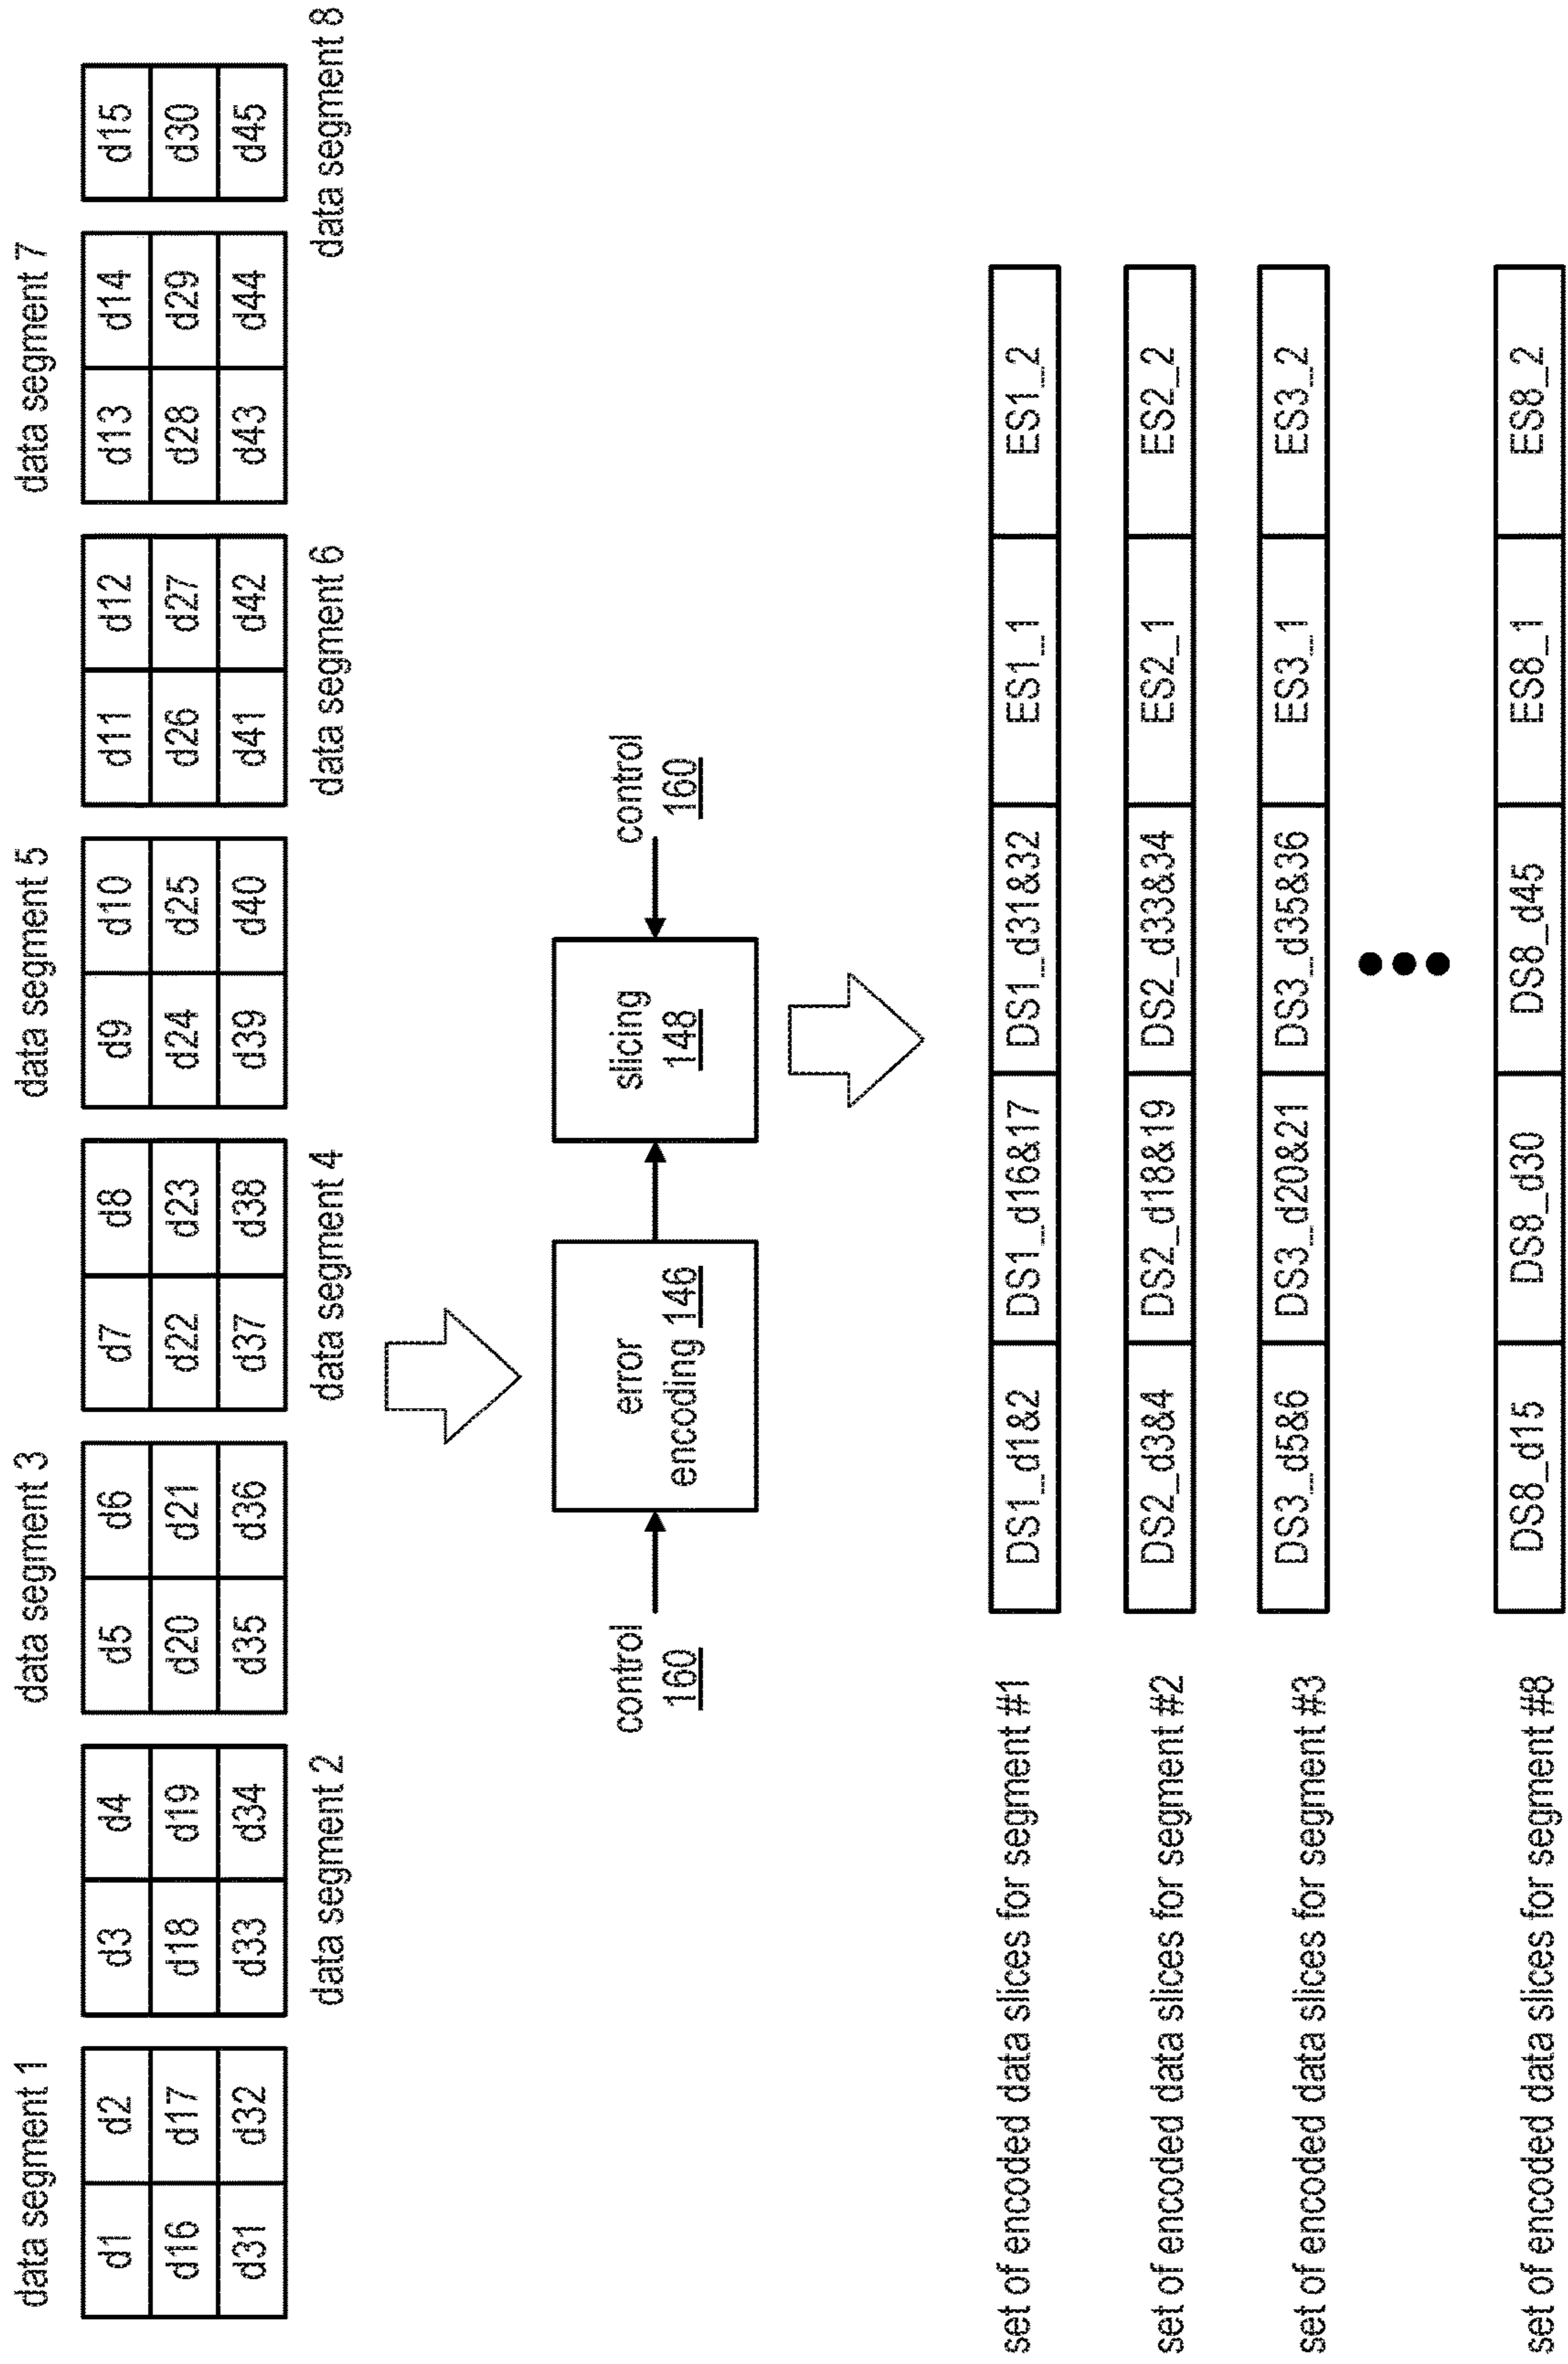 data segment 1
data segment 3
data segment 5
data segment 7
d1 d2
d16 d17
d31 d32
d3 d4
d18 d19
d33 d34
d5 d6
d20 d21
d35 d36
d7 d8
d22 d23
d37 d38
d9 d10
d24 d25
d39 d40
d11 d12
d26 d27
d41 d42
d13 d14
d28 d29
d43 d44
d15
d30
d45
data segment 2
data segment 4
data segment 6
data segment 8
control
160
error
encoding 146
slicing
148
control
160
set of encoded data slices for segment #1
DS1_d1&2 DS1_d16&17 DS1_d31&32 ES1_1 ES1_2
set of encoded data slices for segment #2
DS2_d3&4 DS2_d18&19 DS2_d33&34 ES2_1 ES2_2
set of encoded data slices for segment #3
DS3_d5&6 DS3_d20&21 DS3_d35&36 ES3_1 ES3_2
set of encoded data slices for segment #8
DS8_d15 DS8_d30 DS8_d45 ES8_1 ES8_2